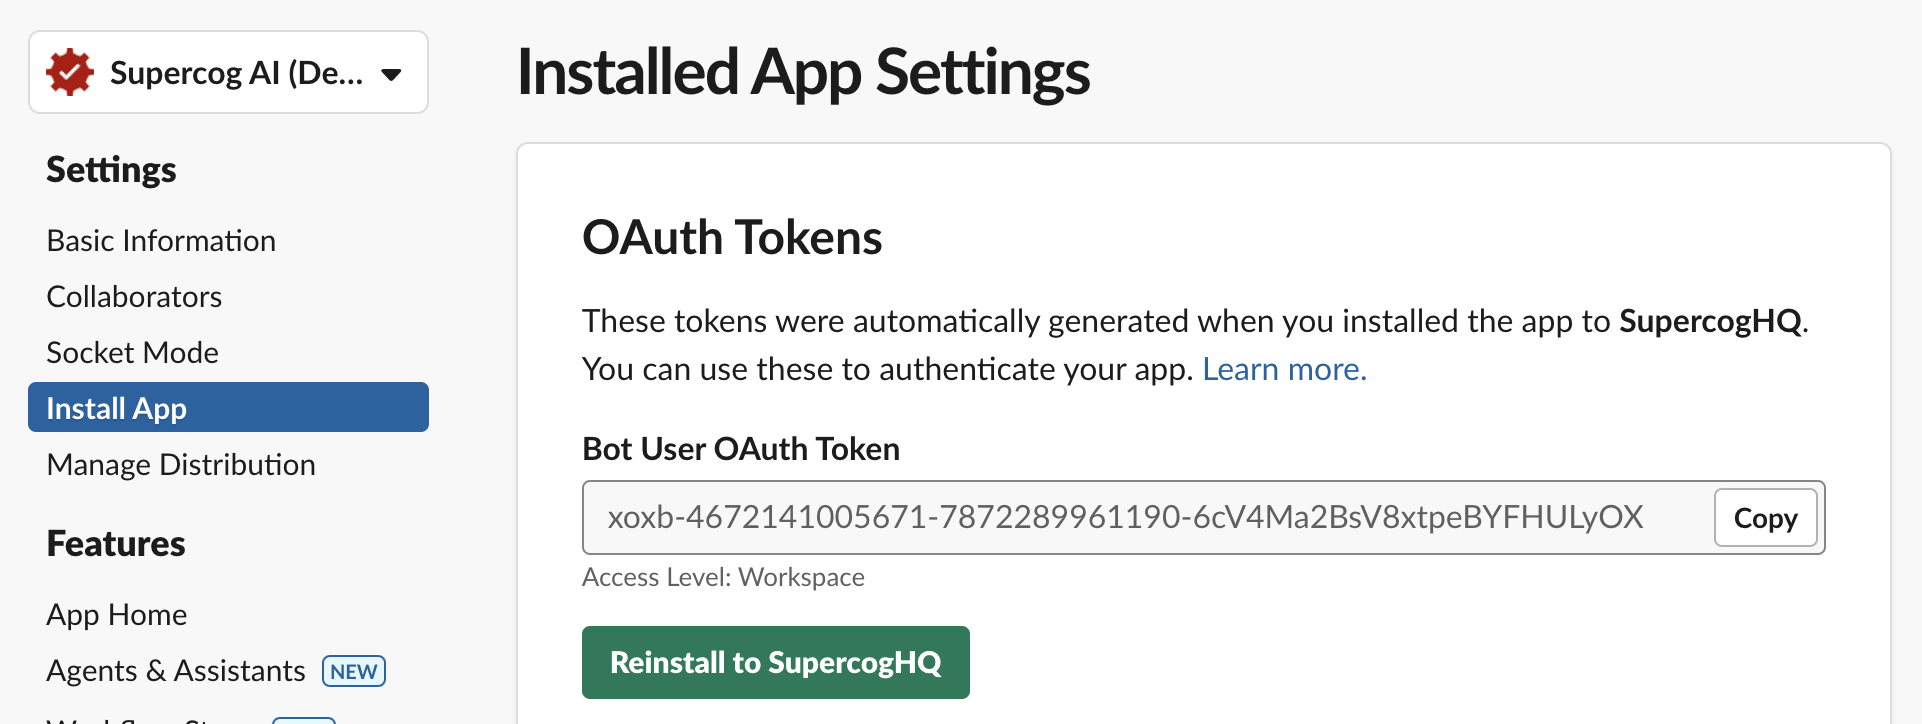 Supercog AI (De...
Settings
Basic Information
Collaborators
Socket Mode
Install App
Manage Distribution
Features
App Home
Agents & Assistants NEW
Installed App Settings
OAuth Tokens
These tokens were automatically generated when you installed the app to SupercogHQ.
You can use these to authenticate your app. Learn more.
Bot User OAuth Token
xoxb-4672141005671-7872289961190-6cV4Ma2BsV8xtpeBYFHULyOX Copy
Access Level: Workspace
Reinstall to SupercogHQ